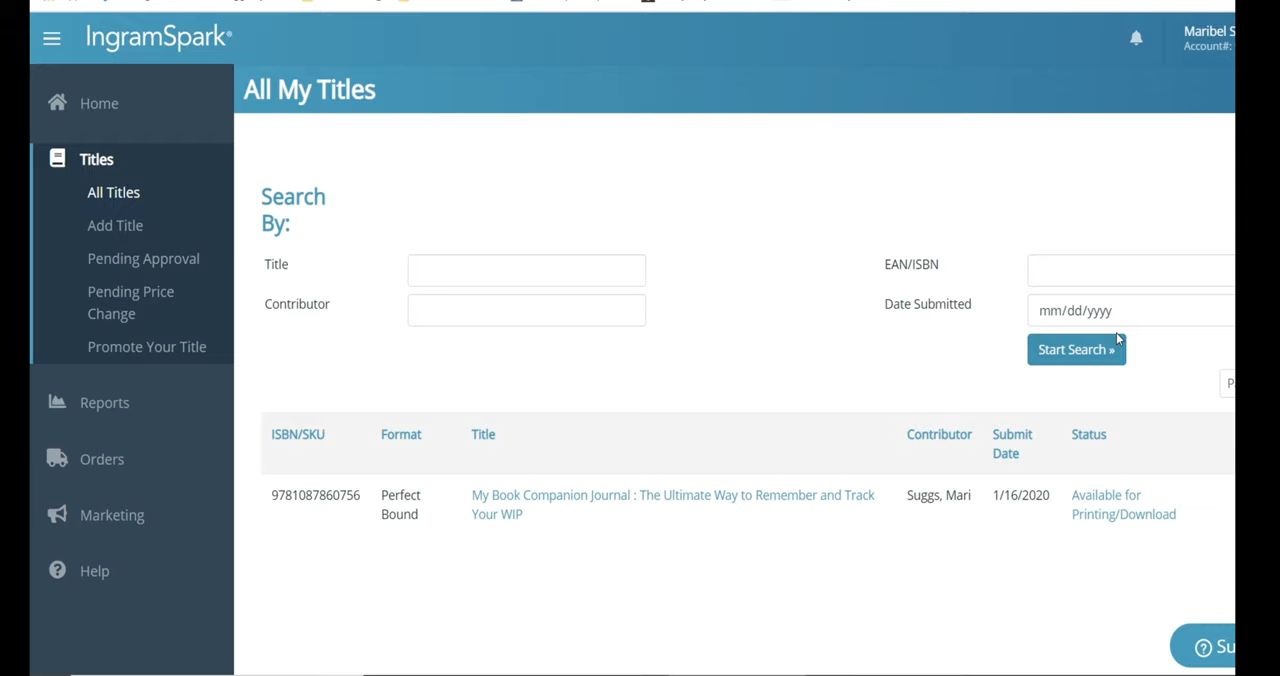 IngramSpark®
Maribel S
Account#:
All My Titles
Home
Titles
All Titles
Add Title
Pending Approval
Pending Price
Change
Promote Your Title
Reports
Orders
Marketing
Help
Search
By:
Title
EAN/ISBN
Contributor
Date Submitted
mm/dd/yyyy
Start Search »
ISBN/SKU
Format
Title
Contributor
Submit
Date
Status
9781087860756
Perfect
Bound
My Book Companion Journal : The Ultimate Way to Remember and Track
Your WIP
Suggs, Mari
1/16/2020
Available for
Printing/Download
Su